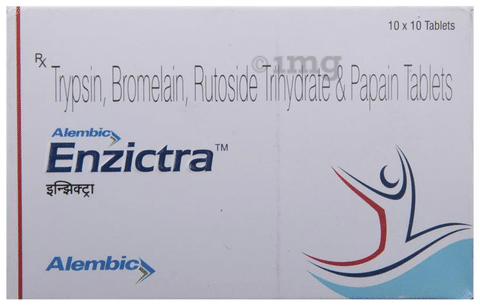 10 x 10 Tablets
Rx
Trypsin, Bromelain, Rutoside Trihydrate & Papain Tablets
©1mg
Alembic
Enzictra™
इन्झिक्ट्रा
Alembic